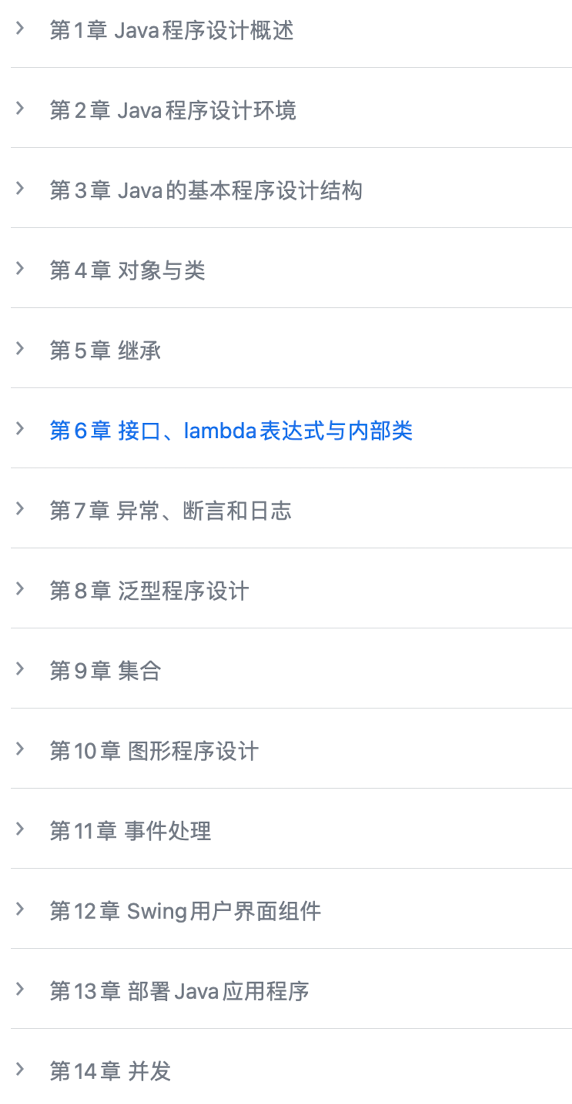 第1章 Java程序设计概述
第2章 Java程序设计环境
第3章 Java的基本程序设计结构
第4章 对象与类
第5章 继承
第6章 接口、lambda表达式与内部类
第7章 异常、断言和日志
第8章 泛型程序设计
第9章 集合
第10章 图形程序设计
第11章 事件处理
第12章 Swing用户界面组件
第13章 部署Java应用程序
第14章 并发